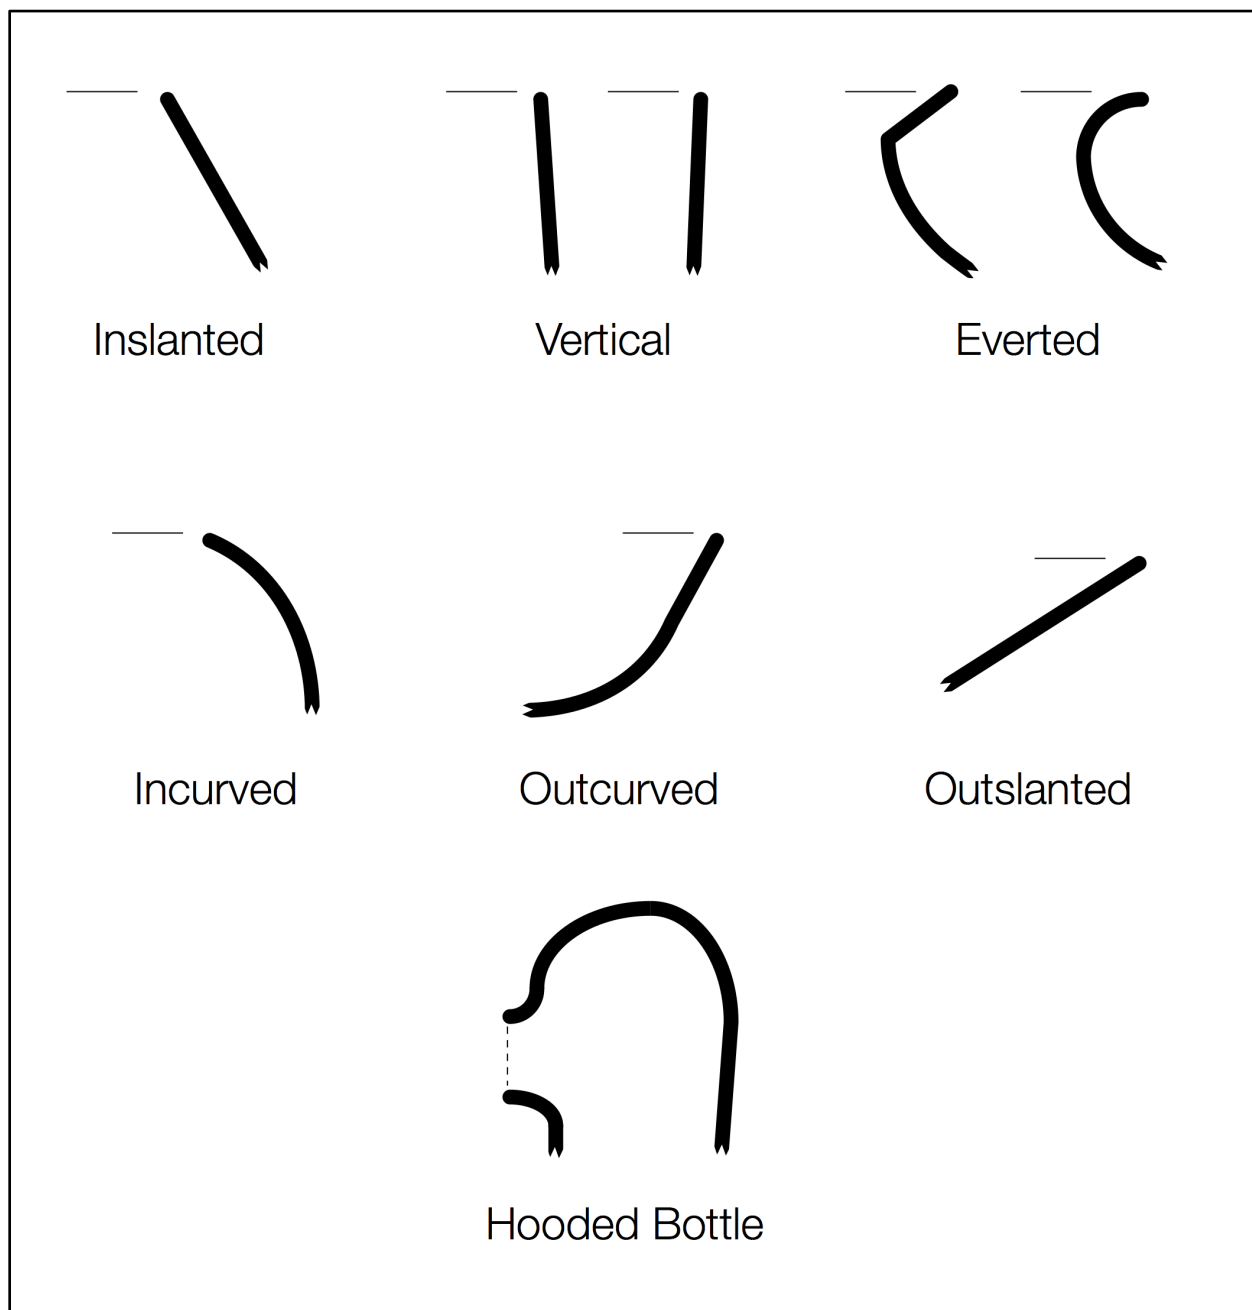 Inslanted
Vertical
Everted
Incurved
Outcurved
Outslanted
Hooded Bottle